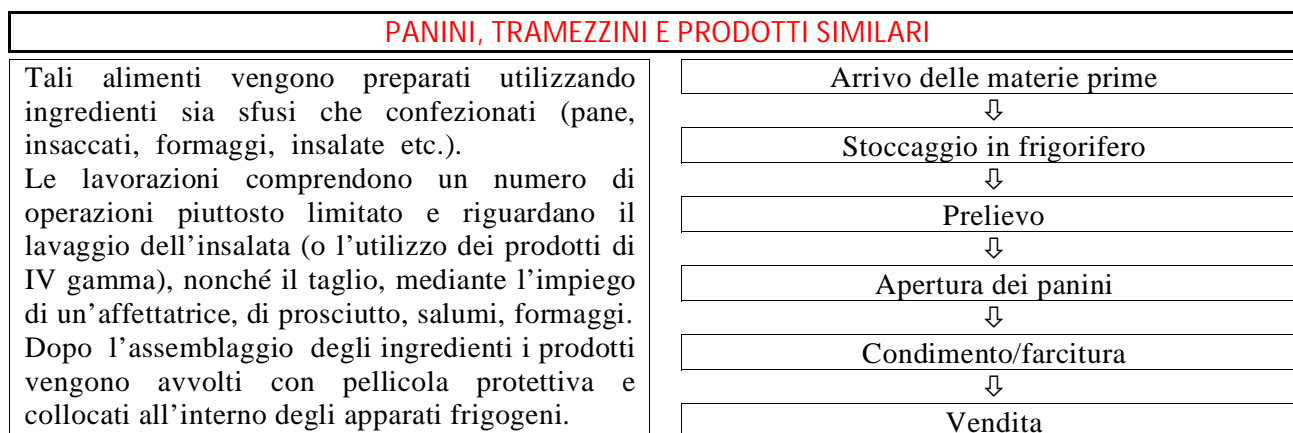 PANINI, TRAMEZZINI E PRODOTTI SIMILARI
Tali alimenti vengono preparati utilizzando
ingredienti sia sfusi che confezionati (pane,
insaccati, formaggi, insalate etc.).
Le lavorazioni comprendono un numero di
operazioni piuttosto limitato e riguardano il
lavaggio dell’insalata (o l’utilizzo dei prodotti di
IV gamma), nonché il taglio, mediante l’impiego
di un’affettatrice, di prosciutto, salumi, formaggi.
Dopo l’assemblaggio degli ingredienti i prodotti
vengono avvolti con pellicola protettiva e
collocati all’interno degli apparati frigogeni.
Arrivo delle materie prime
⇩
Stoccaggio in frigorifero
⇩
Prelievo
⇩
Apertura dei panini
⇩
Condimento/farcitura
⇩
Vendita